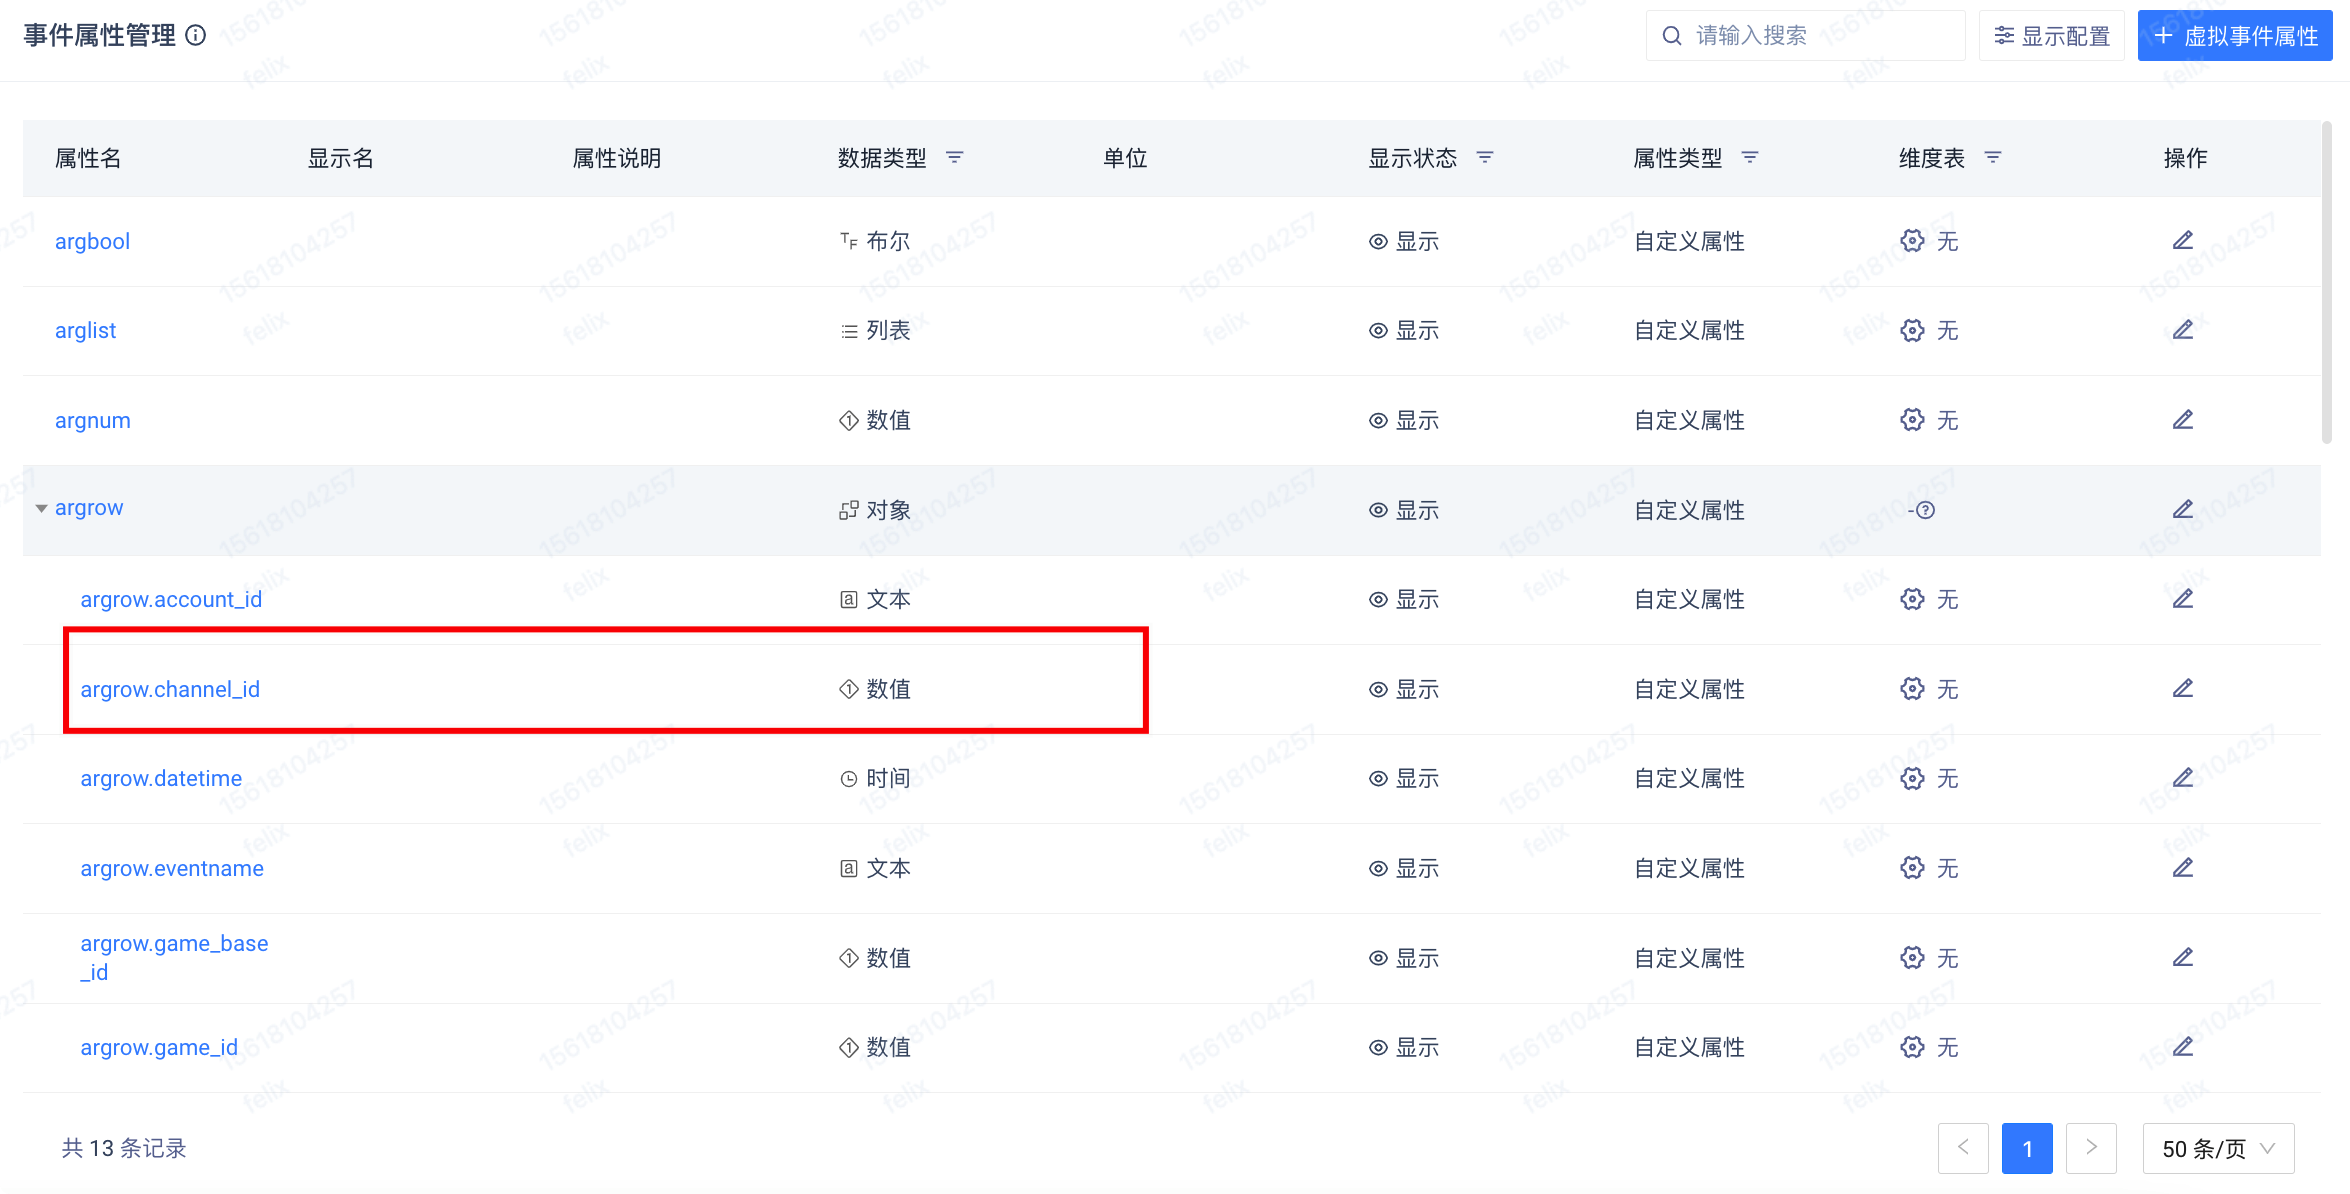 事件属性管理
请输入搜索
显示配置
+ 虚拟事件属性
属性名 显示名 属性说明 数据类型 单位 显示状态 属性类型 维度表 操作
argbool 布尔 显示 自定义属性 无
arglist 列表 显示 自定义属性 无
argnum 数值 显示 自定义属性 无
argrow 对象 显示 自定义属性 -
argrow.account_id 文本 显示 自定义属性 无
argrow.channel_id 数值 显示 自定义属性 无
argrow.datetime 时间 显示 自定义属性 无
argrow.eventname 文本 显示 自定义属性 无
argrow.game_base
_id 数值 显示 自定义属性 无
argrow.game_id 数值 显示 自定义属性 无
共 13 条记录
< 1 > 50 条/页
15618104257
felix